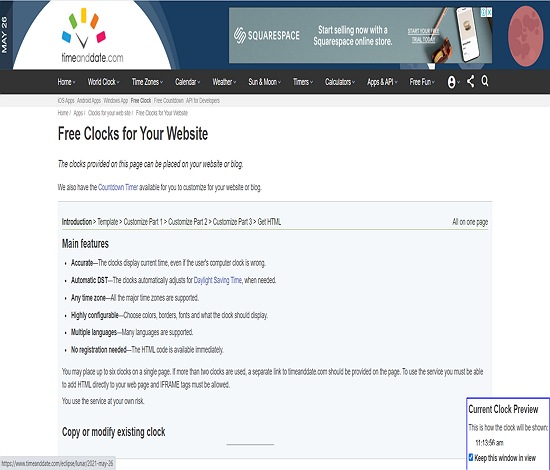 MAY 26
timeanddate.com
SQUARESPACE
Start selling now with a
Squarespace online store.
START YOUR FREE
TRIAL TODAY
Home World Clock Time Zones Calendar Weather Sun & Moon Timers Calculators Apps & API Free Fun
iOS Apps Android Apps Windows App Free Clock Free Countdown API for Developers
Home / Apps / Clocks for your web site / Free Clocks for Your Website
Free Clocks for Your Website
The clocks provided on this page can be placed on your website or blog.
We also have the Countdown Timer available for you to customize for your website or blog.
Introduction > Template > Customize Part 1 > Customize Part 2 > Customize Part 3 > Get HTML All on one page
Main features
• Accurate—The clocks display current time, even if the user's computer clock is wrong.
• Automatic DST—The clocks automatically adjusts for Daylight Saving Time, when needed.
• Any time zone—All the major time zones are supported.
• Highly configurable—Choose colors, borders, fonts and what the clock should display.
• Multiple languages—Many languages are supported.
• No registration needed—The HTML code is available immediately.
You may place up to six clocks on a single page. If more than two clocks are used, a separate link to timeanddate.com should be provided on the page. To use the service you must be able
to add HTML directly to your web page and IFRAME tags must be allowed.
You use the service at your own risk.
Copy or modify existing clock
Current Clock Preview
This is how the clock will be shown;
11:13:56 am
Keep this window in view
https://www.timeanddate.com/eclipse/lunar/2021-may-26